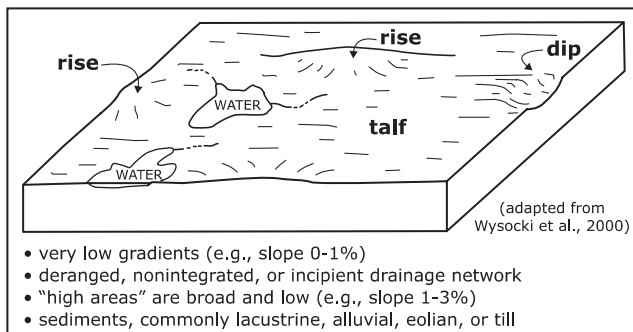 rise
rise
dip
WATER
talf
WATER
(adapted from
Wysocki et al., 2000)
• very low gradients (e.g., slope 0-1%)
• deranged, nonintegrated, or incipient drainage network
• “high areas” are broad and low (e.g., slope 1-3%)
• sediments, commonly lacustrine, alluvial, eolian, or till